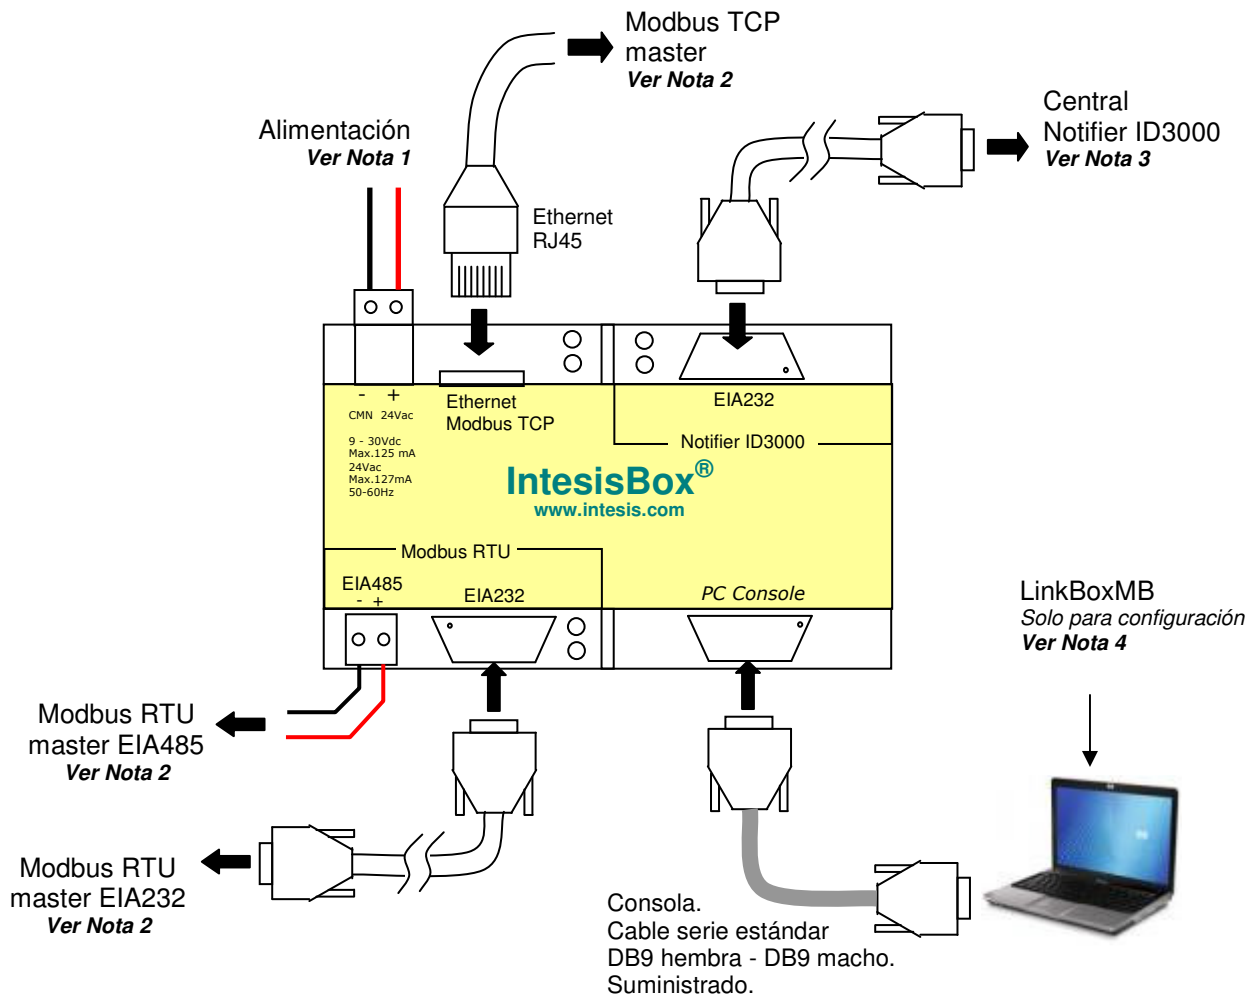 Modbus TCP
master
Ver Nota 2
Central
Notifier ID3000
Ver Nota 3
Alimentación
Ver Nota 1
Ethernet
RJ45
- +
CMN 24Vac
9 - 30Vdc
Max.125 mA
24Vac
Max.127mA
50-60Hz
Ethernet
Modbus TCP
EIA232
Notifier ID3000
IntesisBox®
www.intesis.com
Modbus RTU
EIA485
- +
EIA232
PC Console
LinkBoxMB
Solo para configuración
Ver Nota 4
Modbus RTU
master EIA485
Ver Nota 2
Modbus RTU
master EIA232
Ver Nota 2
Consola.
Cable serie estándar
DB9 hembra - DB9 macho.
Suministrado.